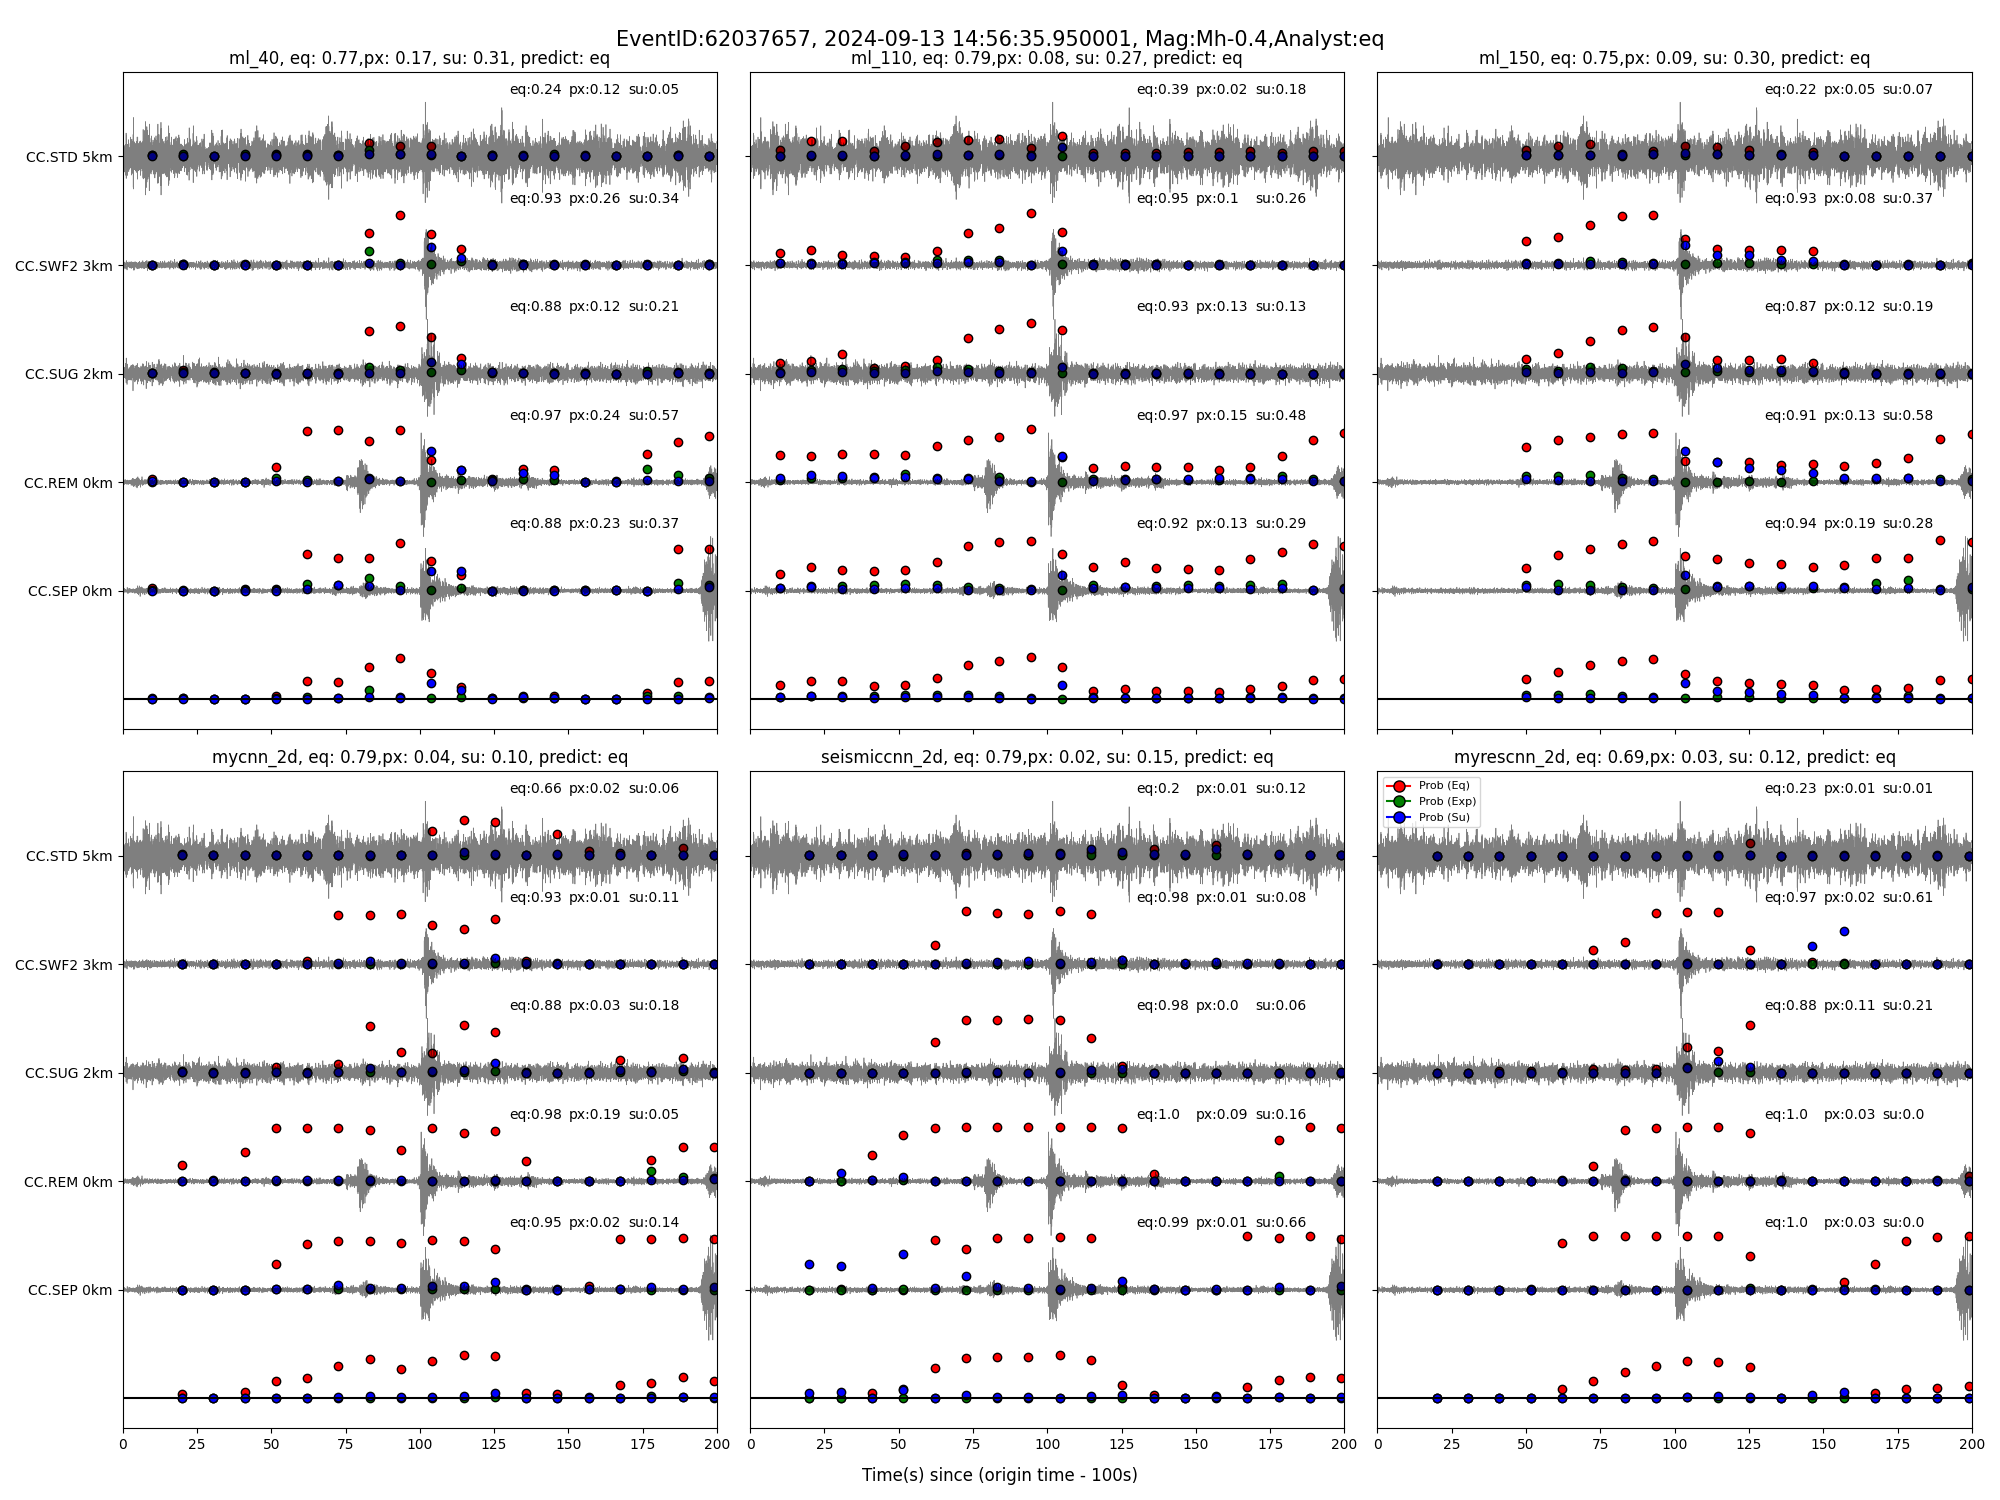 EventID:62037657, 2024-09-13 14:56:35.950001, Mag:Mh-0.4,Analyst:eq
ml_40, eq: 0.77,px: 0.17, su: 0.31, predict: eq
CC.STD 5km
eq:0.24 px:0.12 su:0.05
CC.SWF2 3km
eq:0.93 px:0.26 su:0.34
CC.SUG 2km
eq:0.88 px:0.12 su:0.21
CC.REM 0km
eq:0.97 px:0.24 su:0.57
CC.SEP 0km
eq:0.88 px:0.23 su:0.37
ml_110, eq: 0.79,px: 0.08, su: 0.27, predict: eq
eq:0.39 px:0.02 su:0.18
eq:0.95 px:0.1 su:0.26
eq:0.93 px:0.13 su:0.13
eq:0.97 px:0.15 su:0.48
eq:0.92 px:0.13 su:0.29
ml_150, eq: 0.75,px: 0.09, su: 0.30, predict: eq
eq:0.22 px:0.05 su:0.07
eq:0.93 px:0.08 su:0.37
eq:0.87 px:0.12 su:0.19
eq:0.91 px:0.13 su:0.58
eq:0.94 px:0.19 su:0.28
mycnn_2d, eq: 0.79,px: 0.04, su: 0.10, predict: eq
CC.STD 5km
eq:0.66 px:0.02 su:0.06
CC.SWF2 3km
eq:0.93 px:0.01 su:0.11
CC.SUG 2km
eq:0.88 px:0.03 su:0.18
CC.REM 0km
eq:0.98 px:0.19 su:0.05
CC.SEP 0km
eq:0.95 px:0.02 su:0.14
0 25 50 75 100 125 150 175 200
seismiccnn_2d, eq: 0.79,px: 0.02, su: 0.15, predict: eq
eq:0.2 px:0.01 su:0.12
eq:0.98 px:0.01 su:0.08
eq:0.98 px:0.0 su:0.06
eq:1.0 px:0.09 su:0.16
eq:0.99 px:0.01 su:0.66
0 25 50 75 100 125 150 175 200
myrescnn_2d, eq: 0.69,px: 0.03, su: 0.12, predict: eq
Prob (Eq)
Prob (Exp)
Prob (Su)
eq:0.23 px:0.01 su:0.01
eq:0.97 px:0.02 su:0.61
eq:0.88 px:0.11 su:0.21
eq:1.0 px:0.03 su:0.0
eq:1.0 px:0.03 su:0.0
0 25 50 75 100 125 150 175 200
Time(s) since (origin time - 100s)